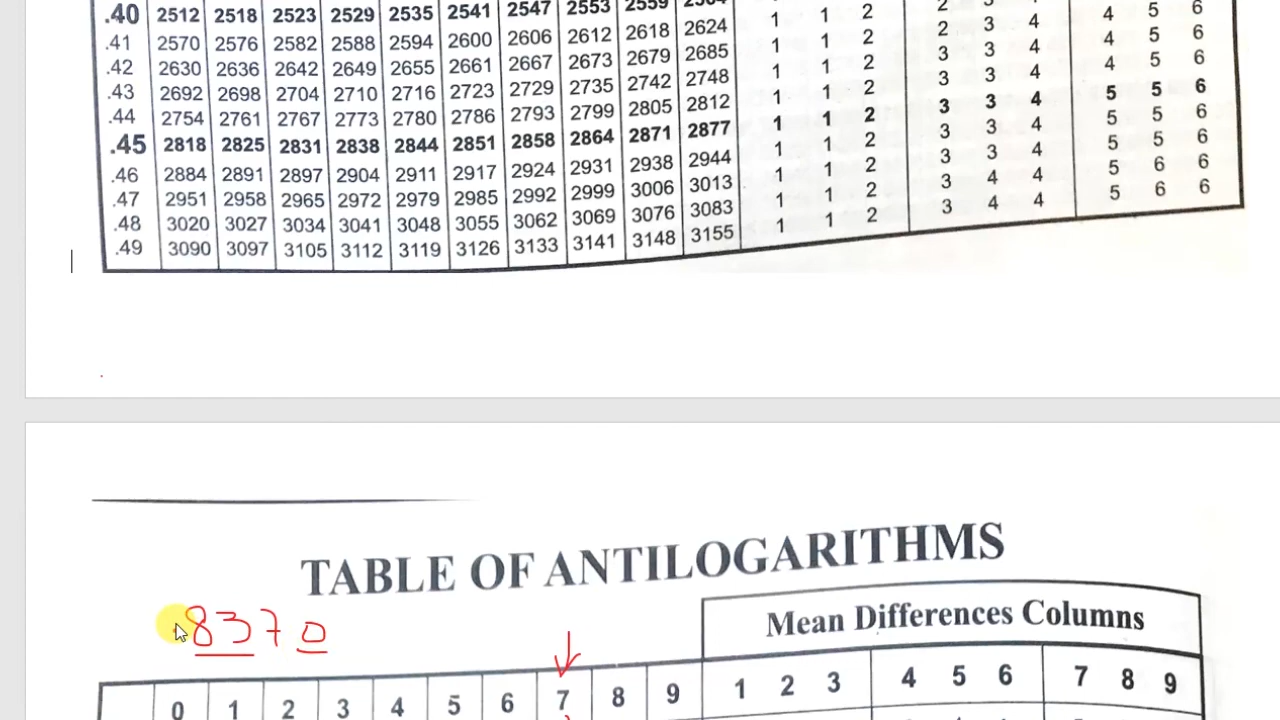 .40 2512 2518 2523 2529 2535 2541 2547 2553 2559 1 1 2 2 4 4 5 6
.41 2570 2576 2582 2588 2594 2600 2606 2612 2618 2624 1 1 2 2 3 4 4 5 6
.42 2630 2636 2642 2649 2655 2661 2667 2673 2679 2685 1 1 2 3 3 4 4 5 6
.43 2692 2698 2704 2710 2716 2723 2729 2735 2742 2748 1 1 2 3 3 4 5 5 6
.44 2754 2761 2767 2773 2780 2786 2793 2799 2805 2812 1 1 2 3 3 4 5 5 6
.45 2818 2825 2831 2838 2844 2851 2858 2864 2871 2877 1 1 2 3 3 4 5 5 6
.46 2884 2891 2897 2904 2911 2917 2924 2931 2938 2944 1 1 2 3 3 4 5 5 6
.47 2951 2958 2965 2972 2979 2985 2992 2999 3006 3013 1 1 2 3 3 4 5 5 6
.48 3020 3027 3034 3041 3048 3055 3062 3069 3076 3083 1 1 2 3 4 4 5 6 6
.49 3090 3097 3105 3112 3119 3126 3133 3141 3148 3155 1 1 2 3 4 4 5 6 6
TABLE OF ANTILOGARITHMS
8370
Mean Differences Columns
0 1 2 3 4 5 6 7 8 9 1 2 3 4 5 6 7 8 9